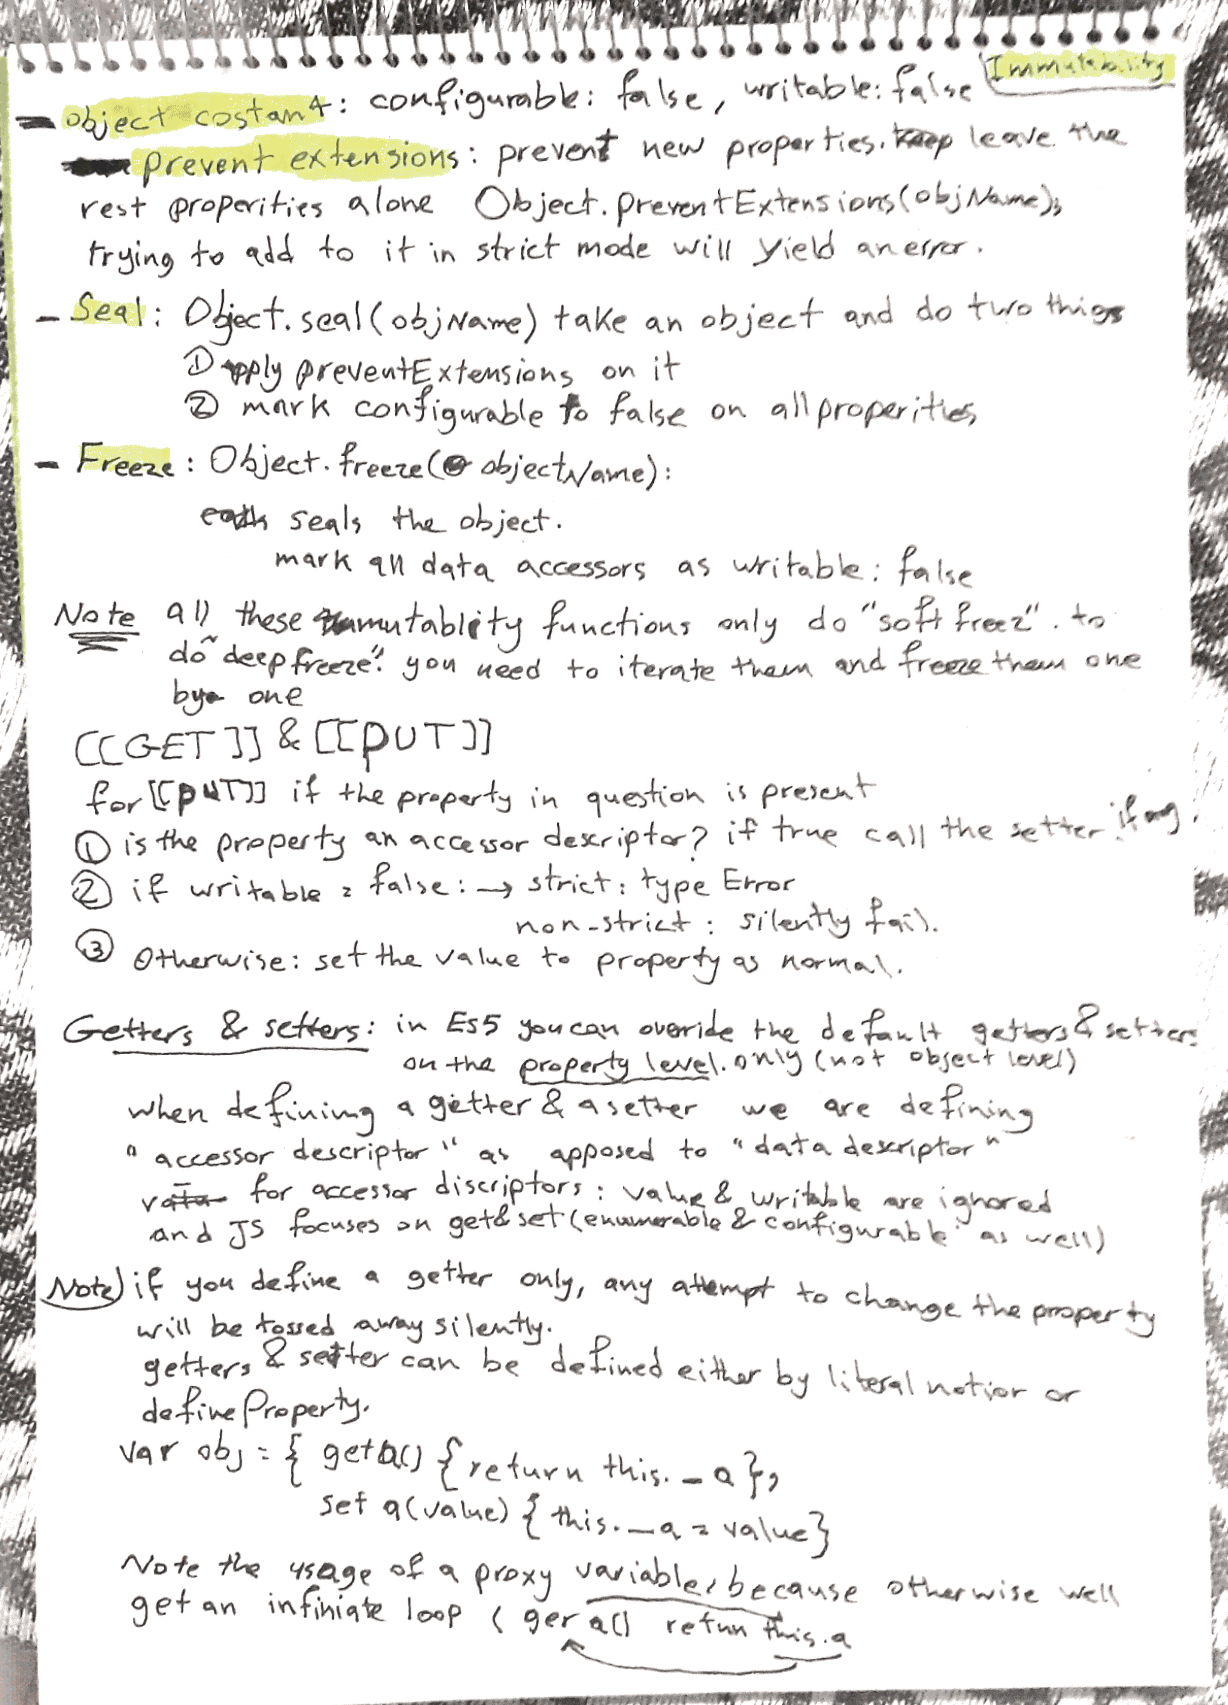 Immutability
- object costant: configurable: false, writable: false
prevent extensions: prevent new properties. keep leave the
rest properities alone Object.preventExtensions(objName);
trying to add to it in strict mode will yield an error.
- Seal: Object.seal(objName) take an object and do two things
① apply preventExtensions on it
② mark configurable to false on all properities
- Freeze: Object.freeze(objectName):
seals the object.
mark all data accessors as writable: false
Note all these immutablity functions only do "soft freez". to
do "deep freeze" you need to iterate them and freeze them one
by one
[[GET]] & [[PUT]]
for [[PUT]] if the property in question is present
① is the property an accessor descriptor? if true call the setter if any.
② if writable = false: → strict: type Error
non-strict: silently fail.
③ Otherwise: set the value to property as normal.
Getters & setters: in ES5 you can override the default getters & setters
on the property level. only (not object level)
when defining a getter & a setter we are defining
"accessor descriptor" as apposed to "data descriptor"
for accessor discriptors: value & writable are ignored
and JS focuses on get & set (enumerable & configurable as well)
Note) if you define a getter only, any attempt to change the property
will be tossed away silently.
getters & setter can be defined either by literal notior or
defineProperty.
var obj = { get a() { return this._a },
set a(value) { this._a = value}
Note the usage of a proxy variable, because otherwise well
get an infiniate loop ( ger a() retunn this.a